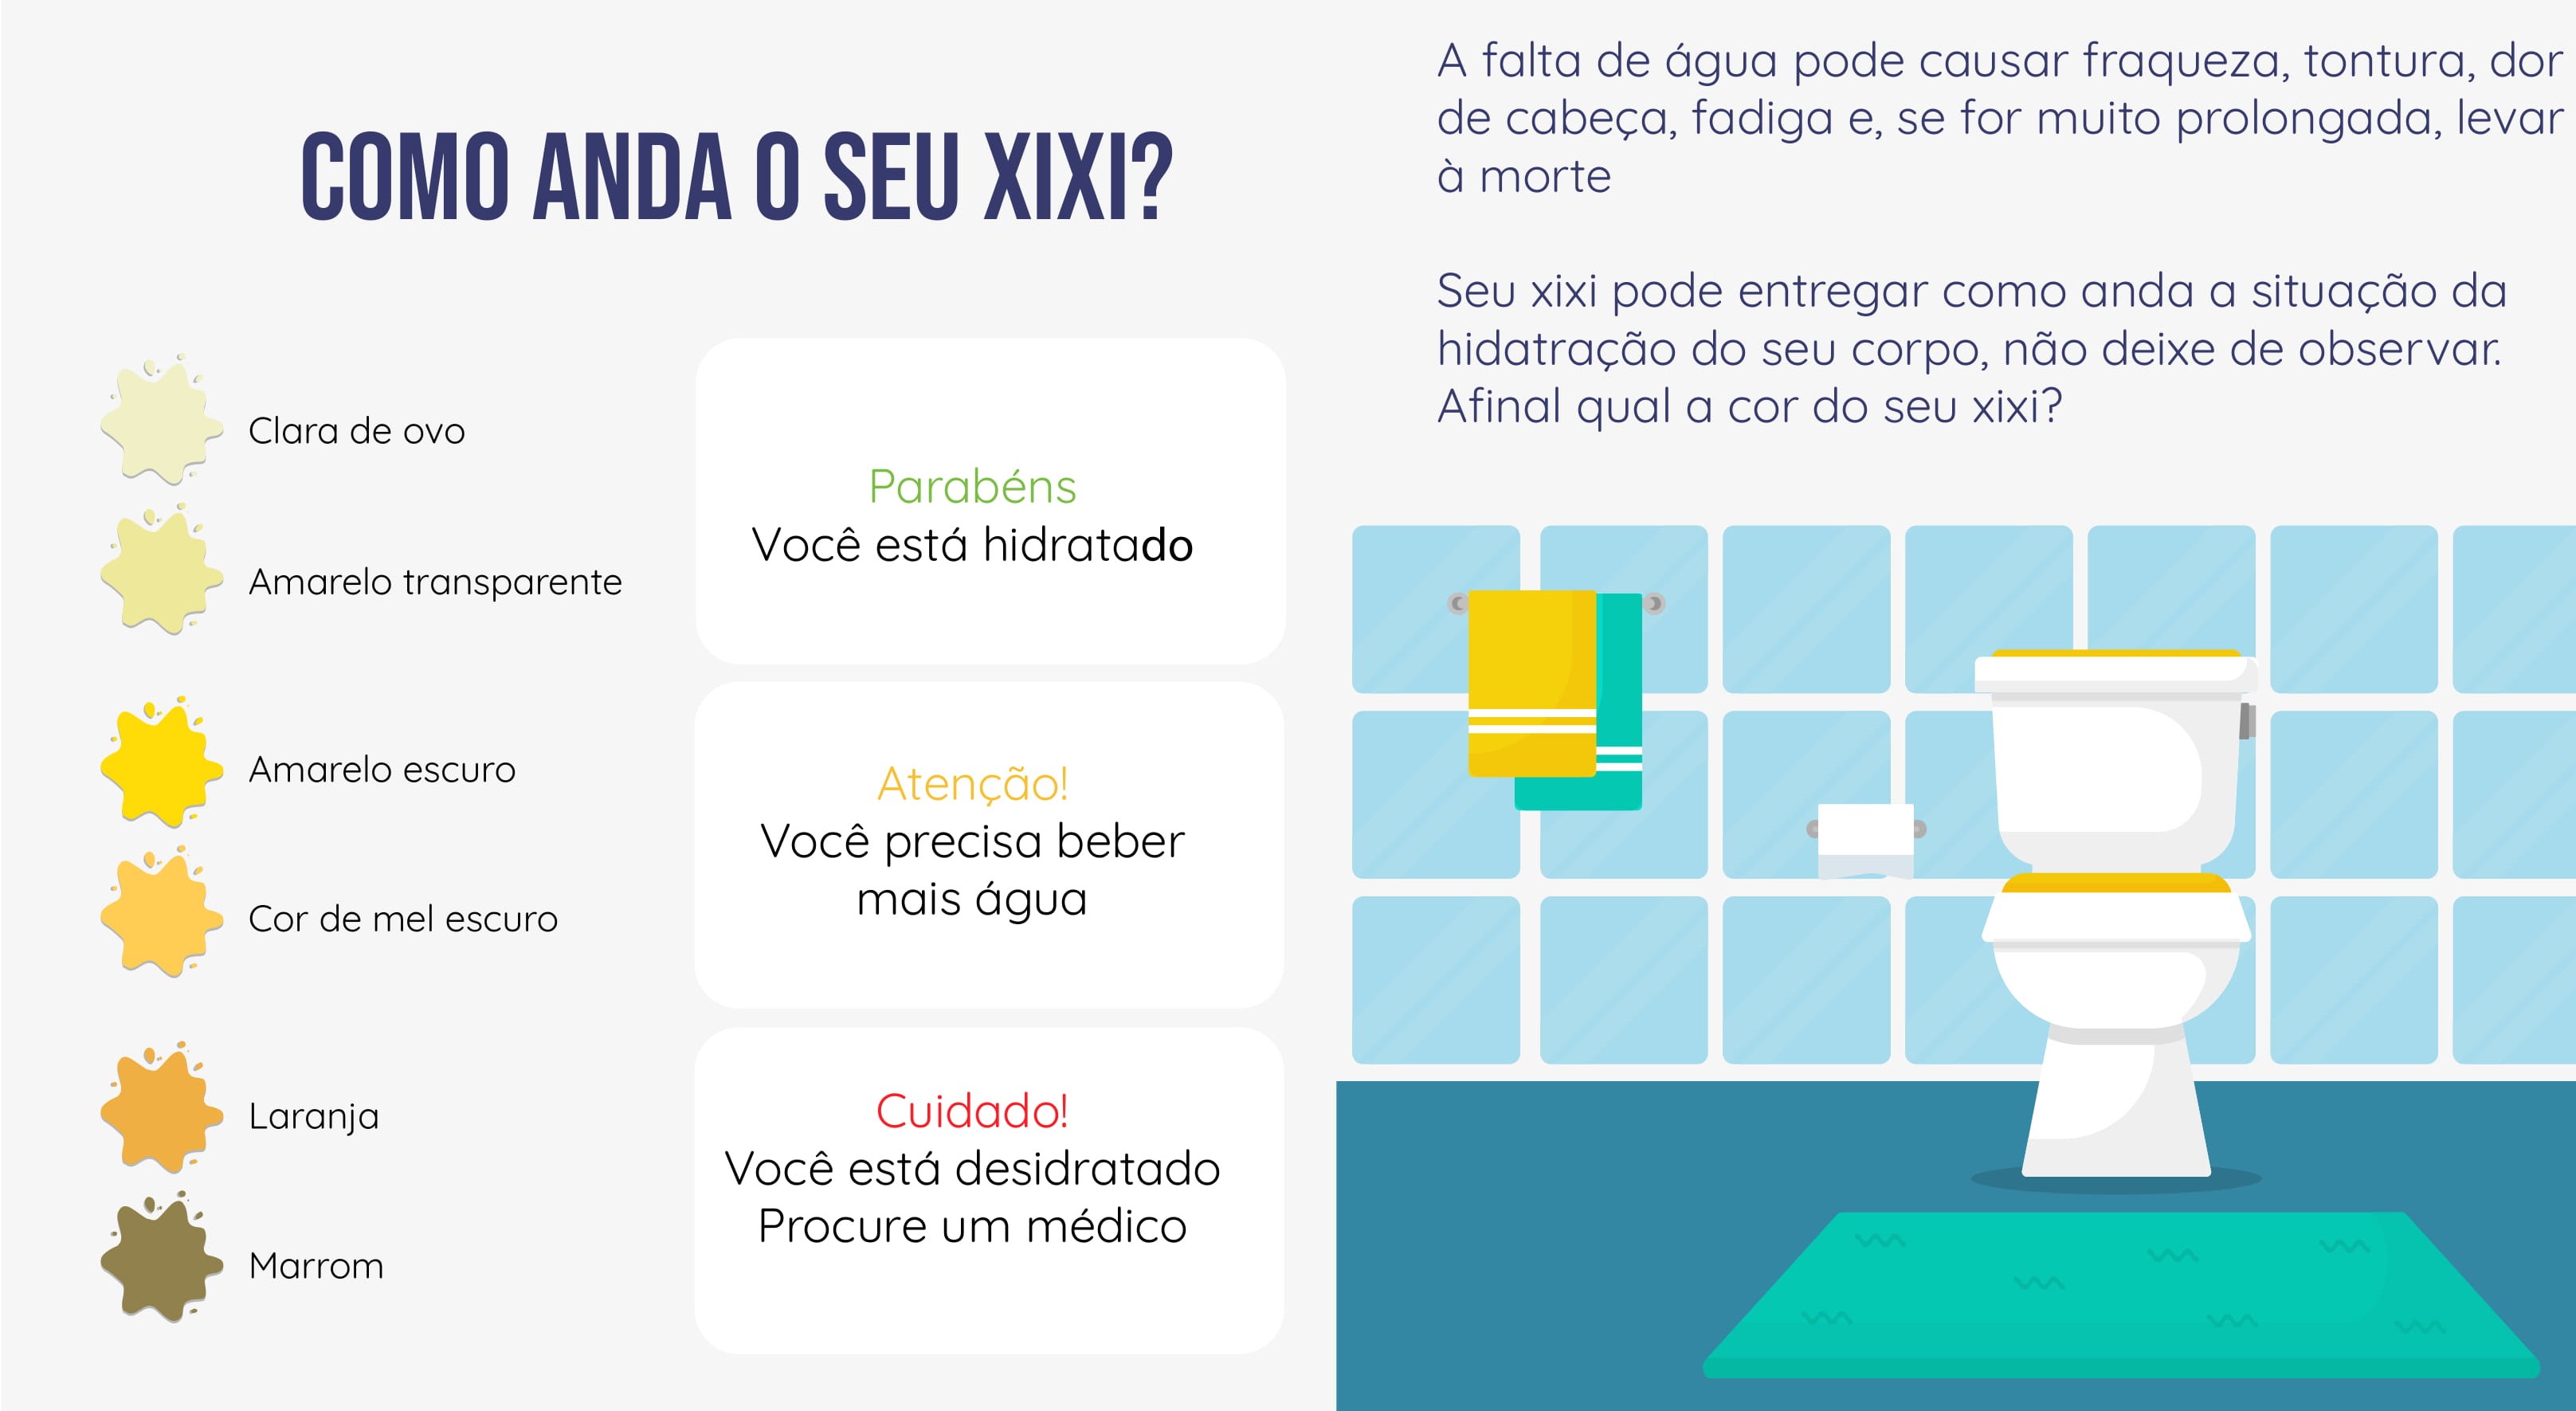 COMO ANDA O SEU XIXI?
Clara de ovo
Amarelo transparente
Parabéns
Você está hidratado
Amarelo escuro
Cor de mel escuro
Atenção!
Você precisa beber
mais água
Laranja
Marrom
Cuidado!
Você está desidratado
Procure um médico
A falta de água pode causar fraqueza, tontura, dor
de cabeça, fadiga e, se for muito prolongada, levar
à morte
Seu xixi pode entregar como anda a situação da
hidatração do seu corpo, não deixe de observar.
Afinal qual a cor do seu xixi?